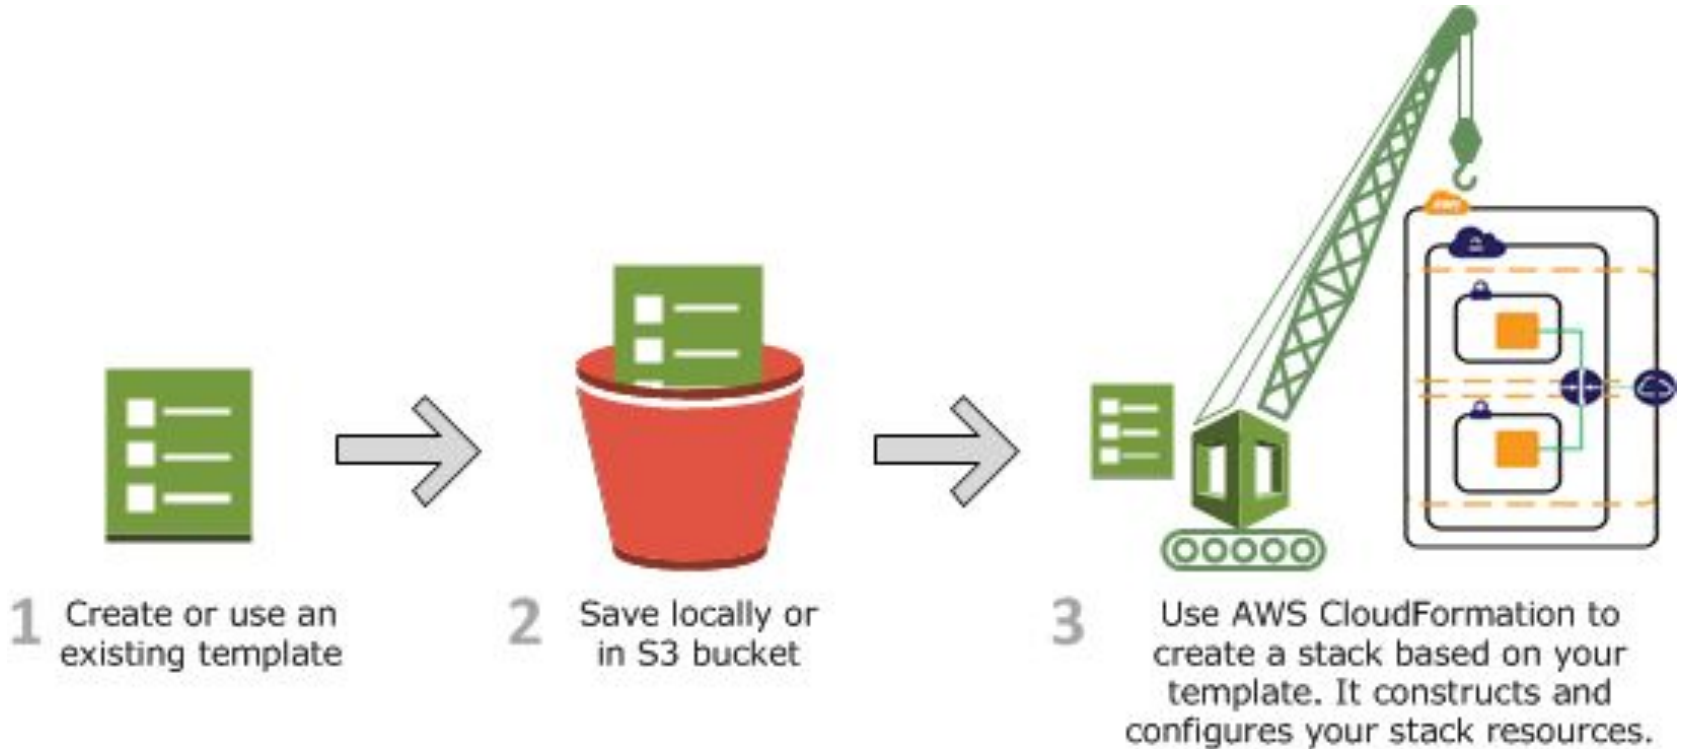 aws
1
Create or use an
existing template
2
Save locally or
in S3 bucket
3
Use AWS CloudFormation to
create a stack based on your
template. It constructs and
configures your stack resources.